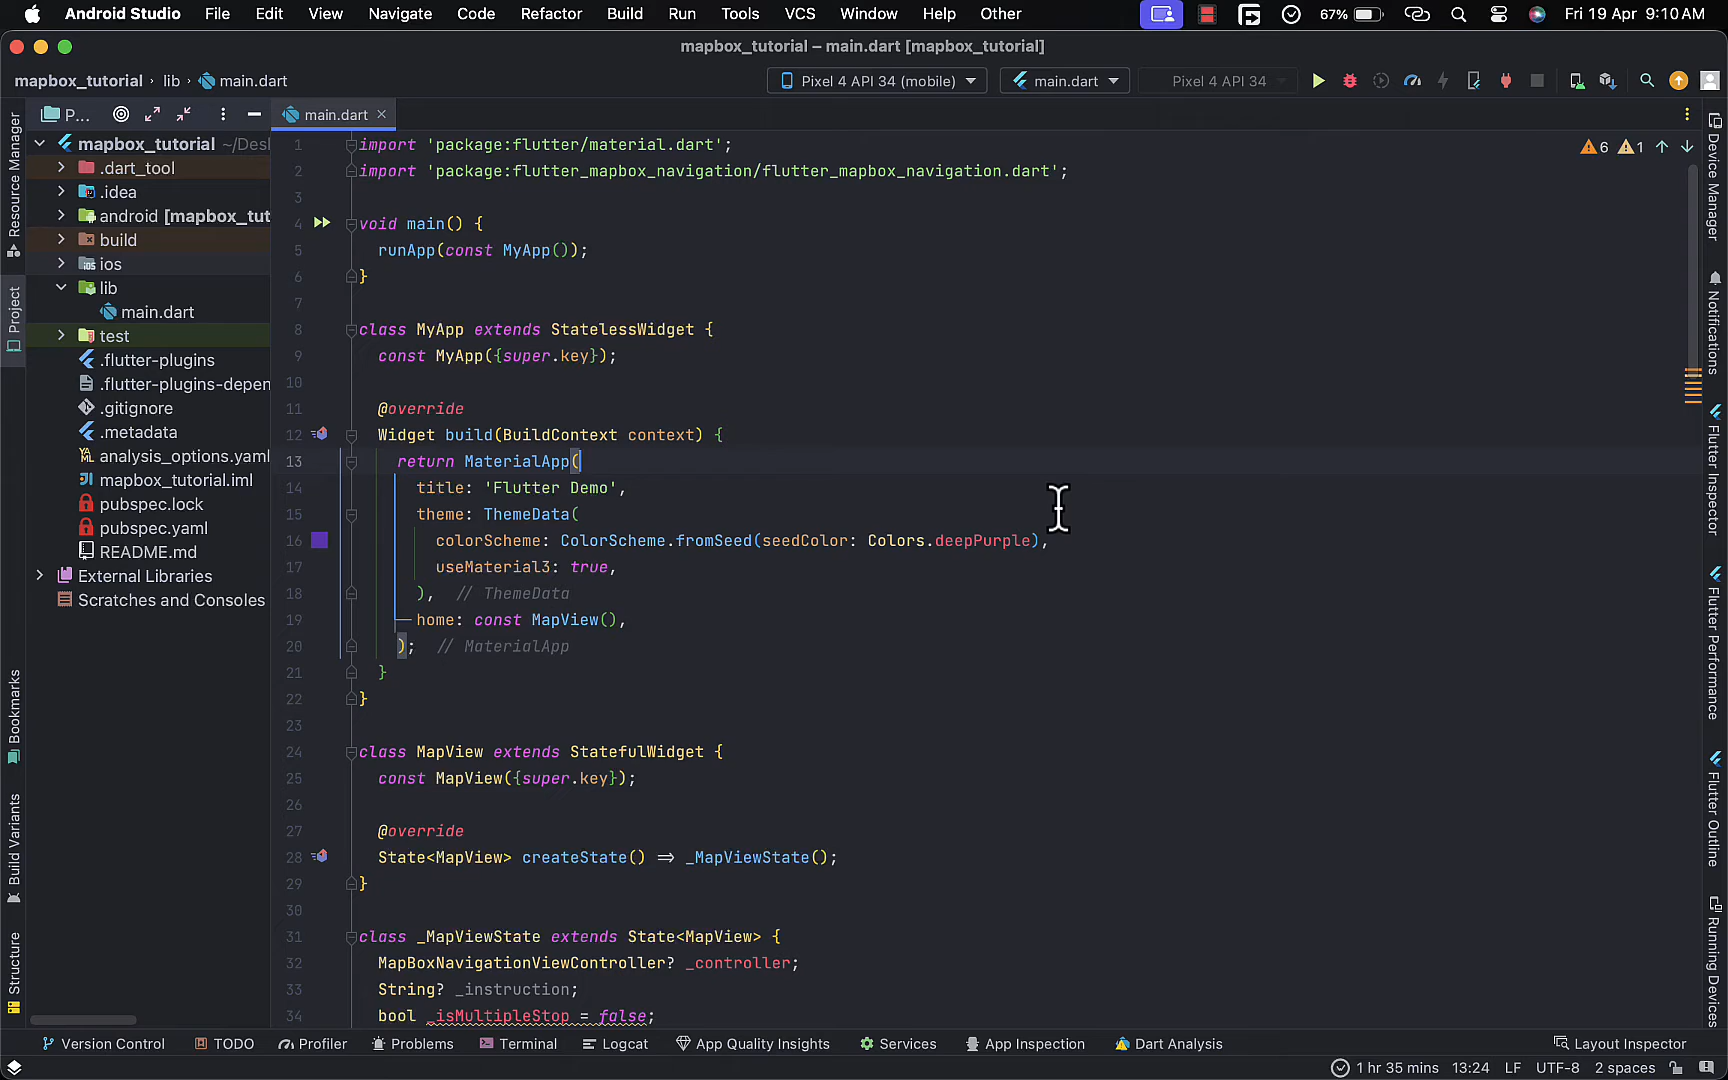 Android Studio File Edit View Navigate Code Refactor Build Run Tools VCS Window Help Other 67% Fri 19 Apr 9:10 AM
mapbox_tutorial – main.dart [mapbox_tutorial]
mapbox_tutorial › lib › main.dart Pixel 4 API 34 (mobile) main.dart Pixel 4 API 34
P... main.dart
mapbox_tutorial ~/Desl
.dart_tool
.idea
android [mapbox_tut
build
ios
lib
main.dart
test
.flutter-plugins
.flutter-plugins-depen
.gitignore
.metadata
analysis_options.yaml
mapbox_tutorial.iml
pubspec.lock
pubspec.yaml
README.md
External Libraries
Scratches and Consoles
Resource Manager
Project
Bookmarks
Build Variants
Structure
6 1
1 import 'package:flutter/material.dart';
2 import 'package:flutter_mapbox_navigation/flutter_mapbox_navigation.dart';
3
4 void main() {
5 runApp(const MyApp());
6 }
7
8 class MyApp extends StatelessWidget {
9 const MyApp({super.key});
10
11 @override
12 Widget build(BuildContext context) {
13 return MaterialApp(
14 title: 'Flutter Demo',
15 theme: ThemeData(
16 colorScheme: ColorScheme.fromSeed(seedColor: Colors.deepPurple),
17 useMaterial3: true,
18 ), // ThemeData
19 home: const MapView(),
20 ); // MaterialApp
21 }
22 }
23
24 class MapView extends StatefulWidget {
25 const MapView({super.key});
26
27 @override
28 State<MapView> createState() => _MapViewState();
29 }
30
31 class _MapViewState extends State<MapView> {
32 MapBoxNavigationViewController? _controller;
33 String? _instruction;
34 bool _isMultipleStop = false;
Device Manager
Notifications
Flutter Inspector
Flutter Performance
Flutter Outline
Running Devices
Version Control TODO Profiler Problems Terminal Logcat App Quality Insights Services App Inspection Dart Analysis Layout Inspector
1 hr 35 mins 13:24 LF UTF-8 2 spaces